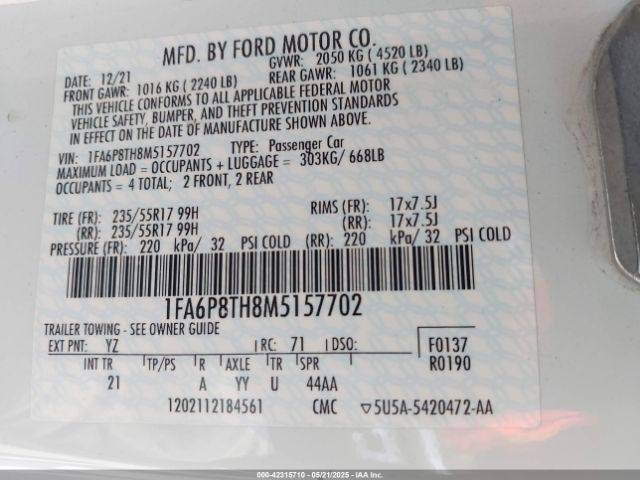 MFD. BY FORD MOTOR CO.
DATE: 12/21 GVWR: 2050 KG ( 4520 LB)
FRONT GAWR: 1016 KG ( 2240 LB) REAR GAWR: 1061 KG ( 2340 LB)
THIS VEHICLE CONFORMS TO ALL APPLICABLE FEDERAL MOTOR
VEHICLE SAFETY, BUMPER, AND THEFT PREVENTION STANDARDS
IN EFFECT ON THE DATE OF MANUFACTURE SHOWN ABOVE.
VIN: 1FA6P8TH8M5157702 TYPE: Passenger Car
MAXIMUM LOAD = OCCUPANTS + LUGGAGE = 303KG/ 668LB
OCCUPANTS = 4 TOTAL; 2 FRONT, 2 REAR
TIRE (FR): 235/55R17 99H RIMS (FR): 17x7.5J
(RR): 235/55R17 99H (RR): 17x7.5J
PRESSURE (FR): 220 kPa/ 32 PSI COLD (RR): 220 kPa/ 32 PSI COLD
1FA6P8TH8M5157702
TRAILER TOWING - SEE OWNER GUIDE
EXT PNT: YZ RC: 71 DSO: F0137
INT TR TP/PS R AXLE TR SPR R0190
21 A YY U 44AA
1202112184561 CMC ▽5U5A-5420472-AA
000-42315710 - 05/21/2025 - IAAI.com